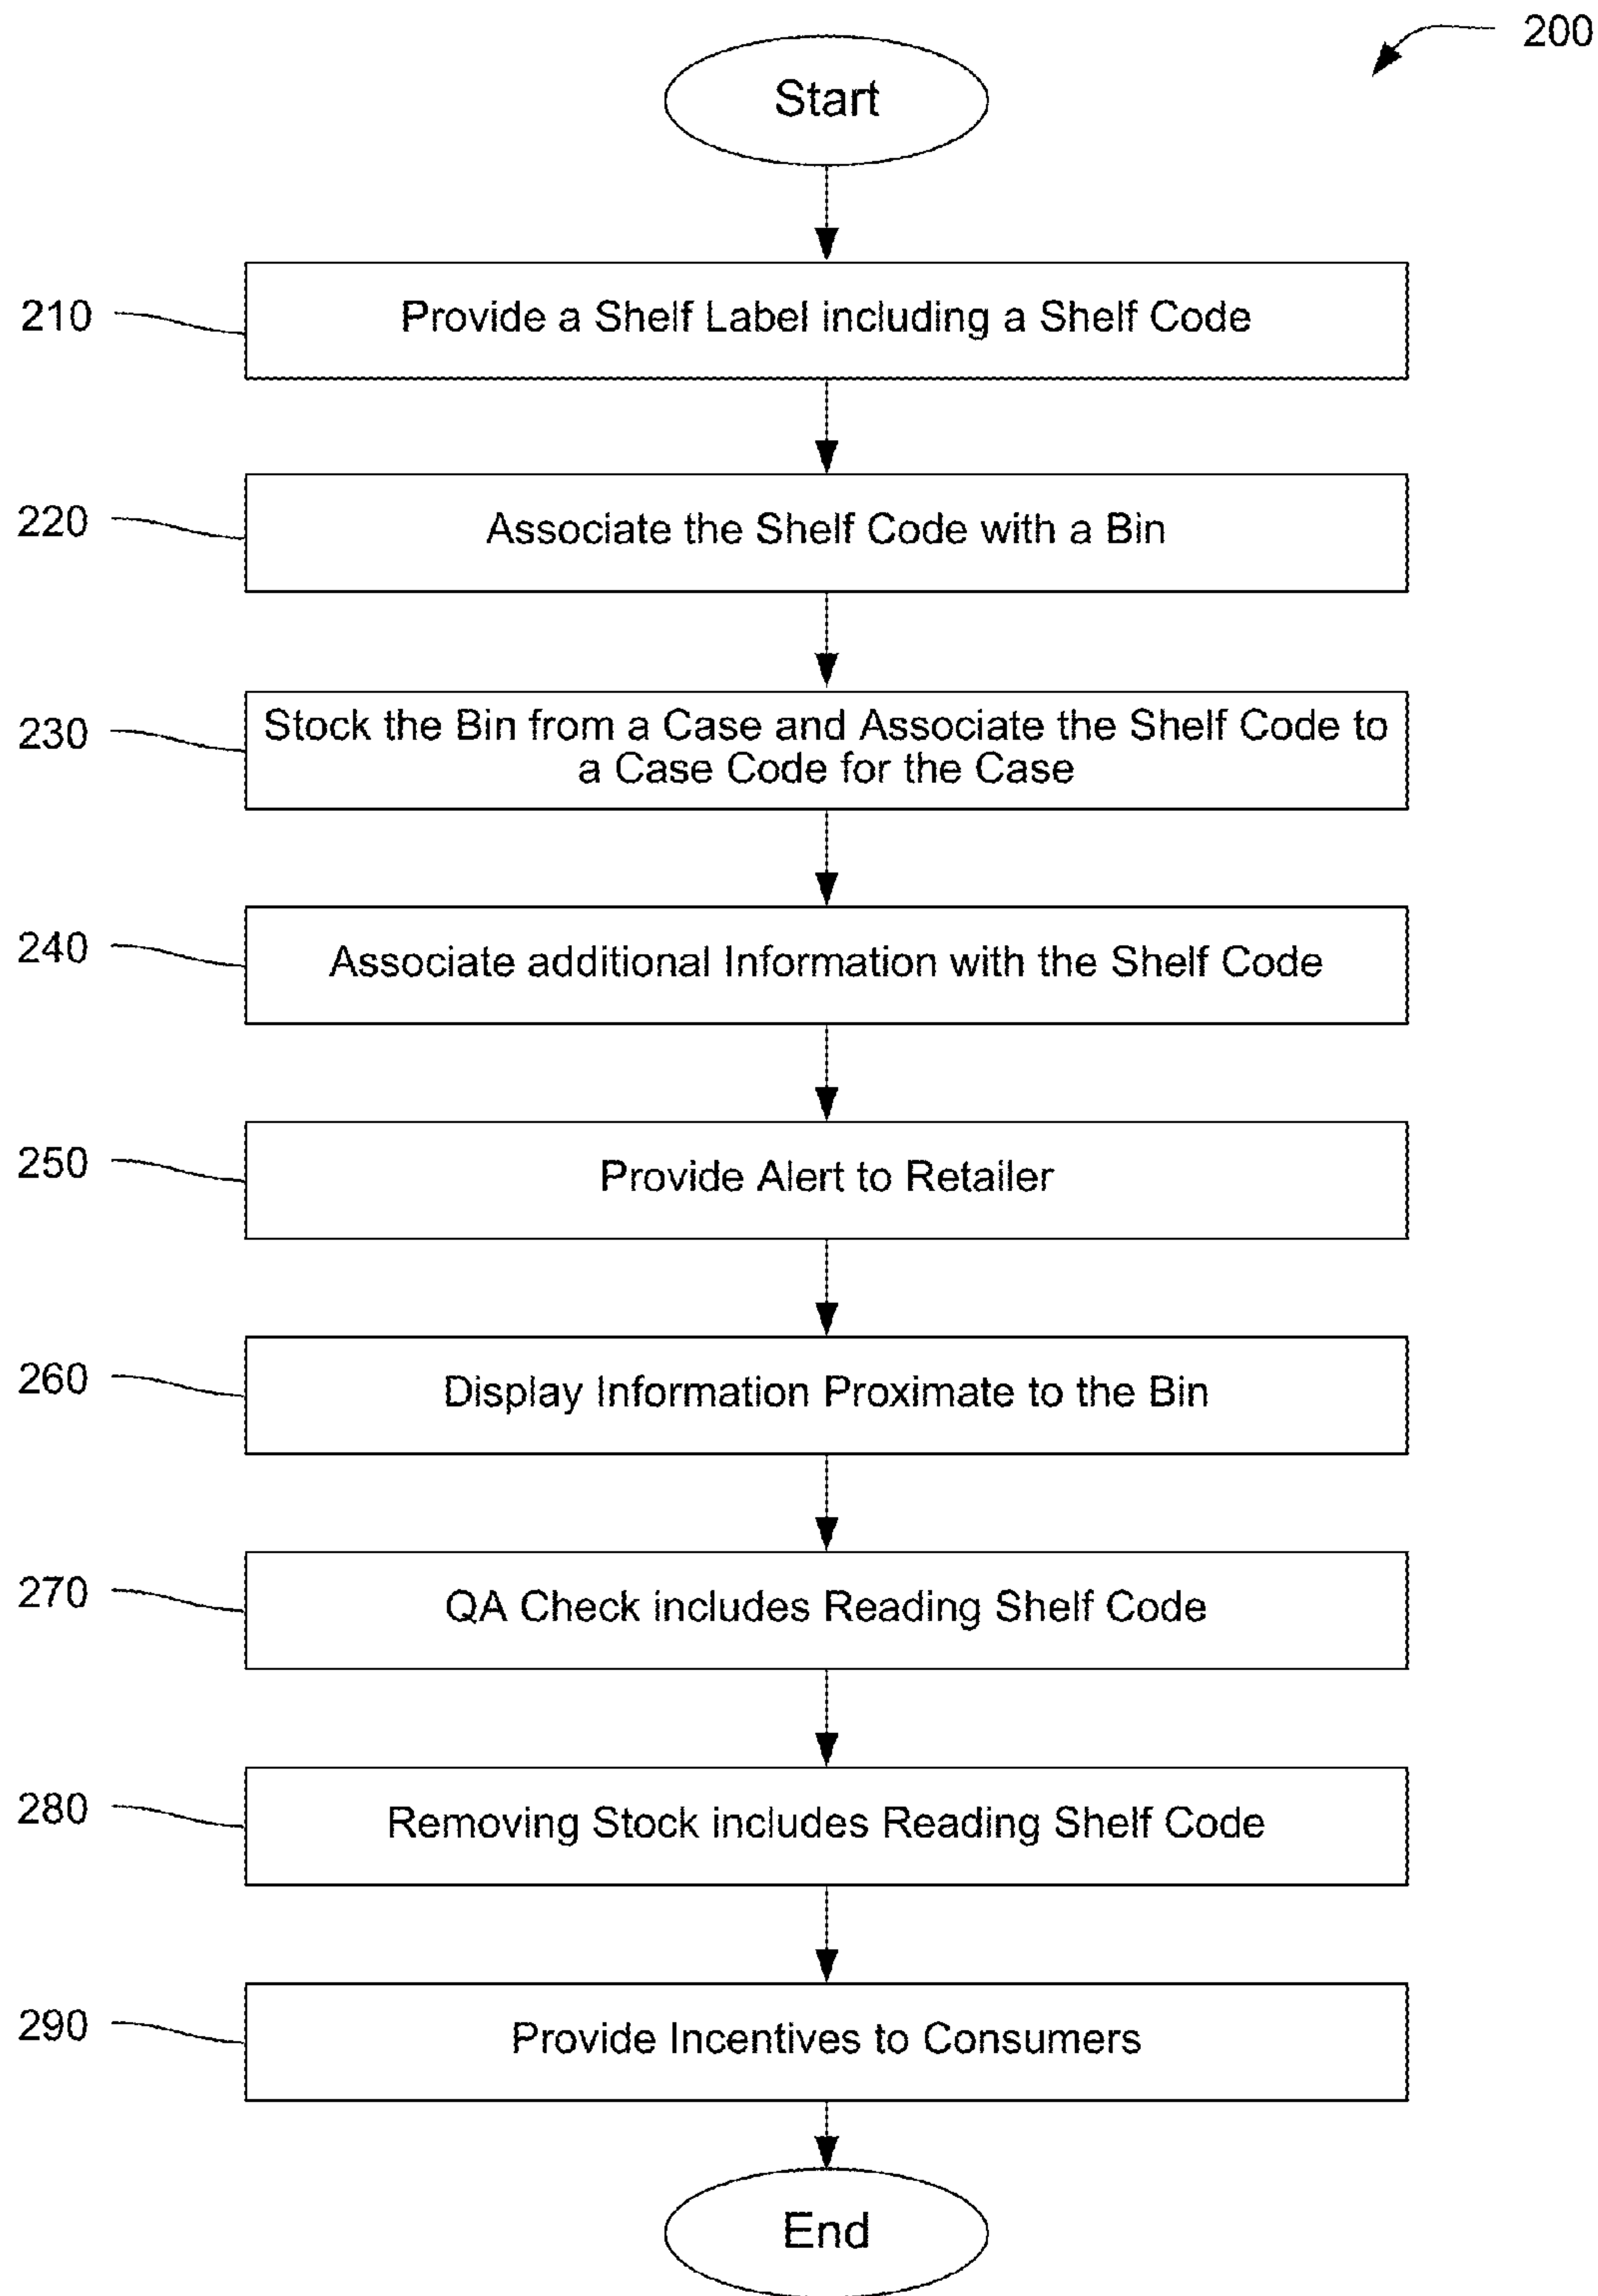 200
Start
210 Provide a Shelf Label including a Shelf Code
220 Associate the Shelf Code with a Bin
230 Stock the Bin from a Case and Associate the Shelf Code to
a Case Code for the Case
240 Associate additional Information with the Shelf Code
250 Provide Alert to Retailer
260 Display Information Proximate to the Bin
270 QA Check includes Reading Shelf Code
280 Removing Stock includes Reading Shelf Code
290 Provide Incentives to Consumers
End